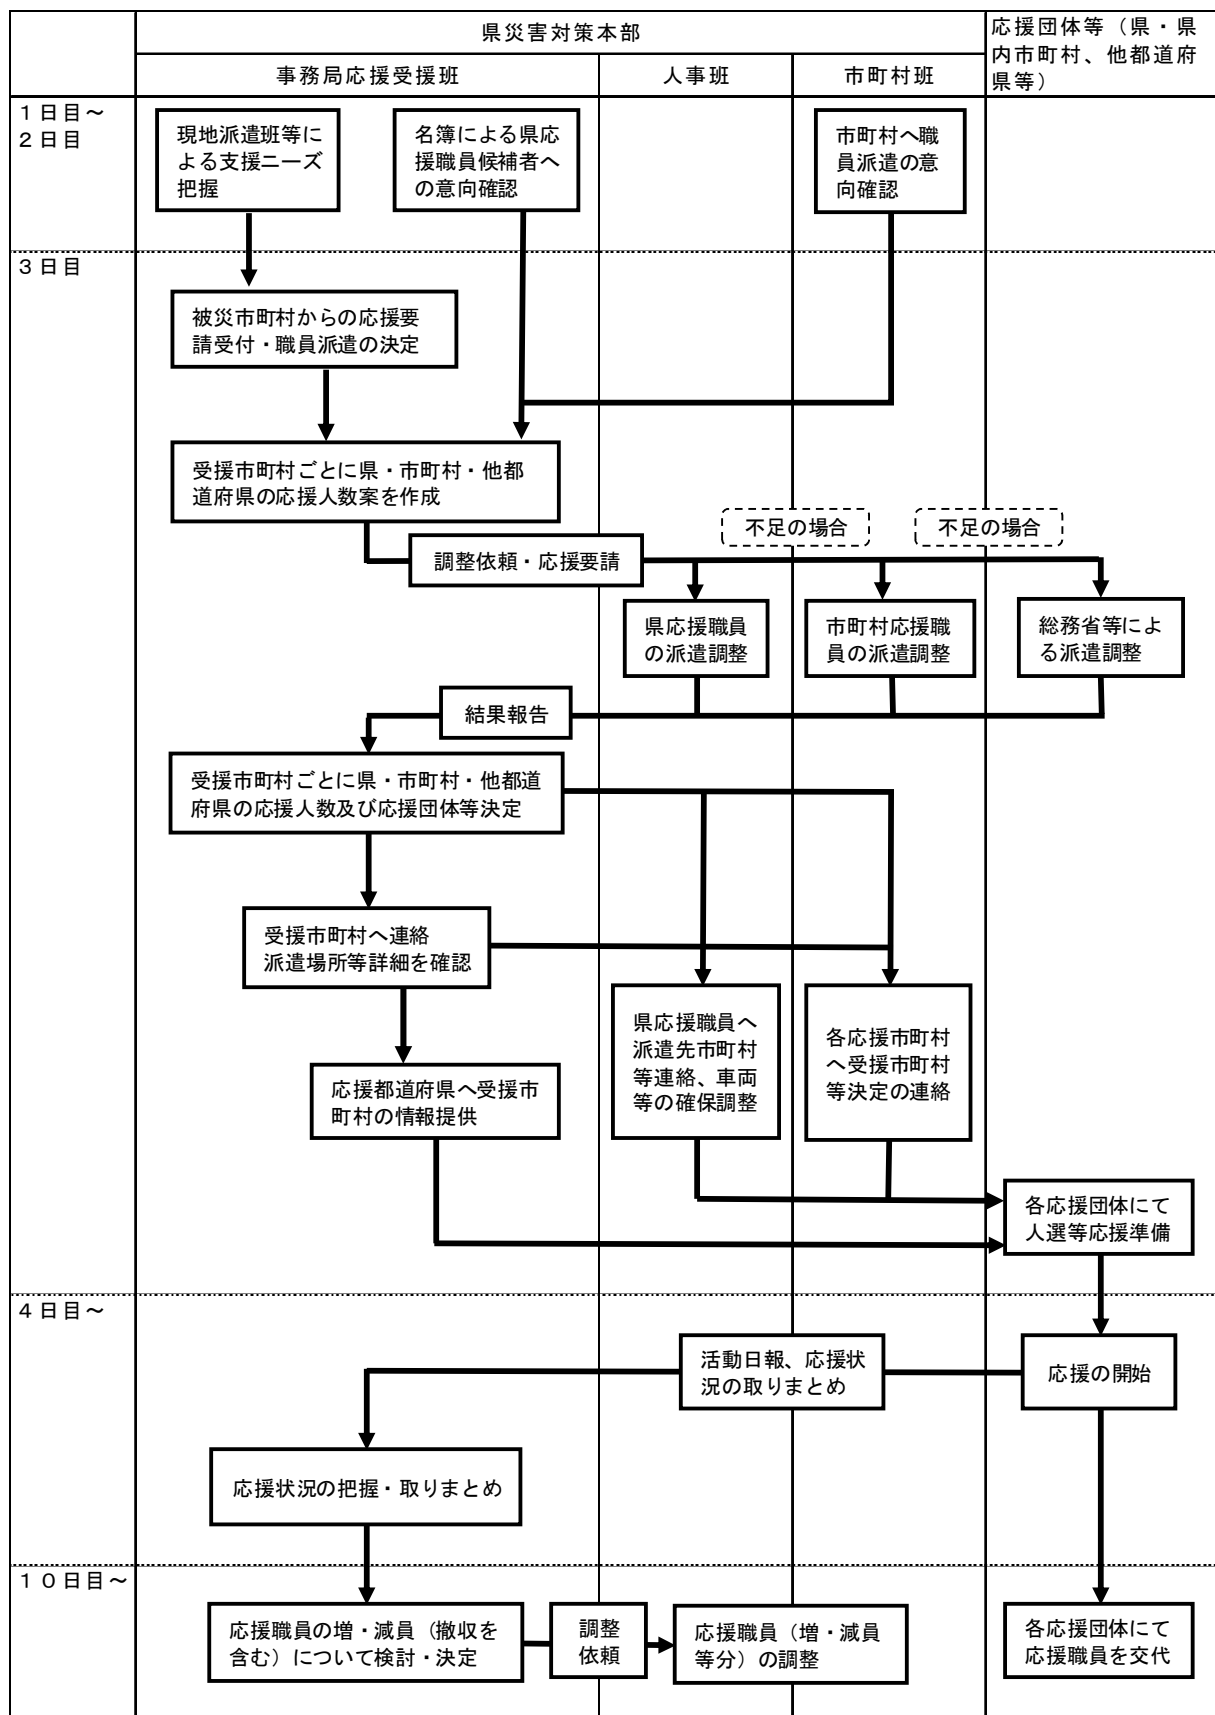 県災害対策本部
応援団体等（県・県
内市町村、他都道府
県等）
事務局応援受援班
人事班
市町村班
１日目～
２日目
現地派遣班等に
よる支援ニーズ
把握
名簿による県応
援職員候補者へ
の意向確認
市町村へ職
員派遣の意
向確認
３日目
被災市町村からの応援要
請受付・職員派遣の決定
受援市町村ごとに県・市町村・他都
道府県の応援人数案を作成
不足の場合
不足の場合
調整依頼・応援要請
県応援職員
の派遣調整
市町村応援職
員の派遣調整
総務省等によ
る派遣調整
結果報告
受援市町村ごとに県・市町村・他都道
府県の応援人数及び応援団体等決定
受援市町村へ連絡
派遣場所等詳細を確認
県応援職員へ
派遣先市町村
等連絡、車両
等の確保調整
各応援市町村
へ受援市町村
等決定の連絡
応援都道府県へ受援市
町村の情報提供
各応援団体にて
人選等応援準備
４日目～
活動日報、応援状
況の取りまとめ
応援の開始
応援状況の把握・取りまとめ
１０日目～
応援職員の増・減員（撤収を
含む）について検討・決定
調整
依頼
応援職員（増・減員
等分）の調整
各応援団体にて
応援職員を交代